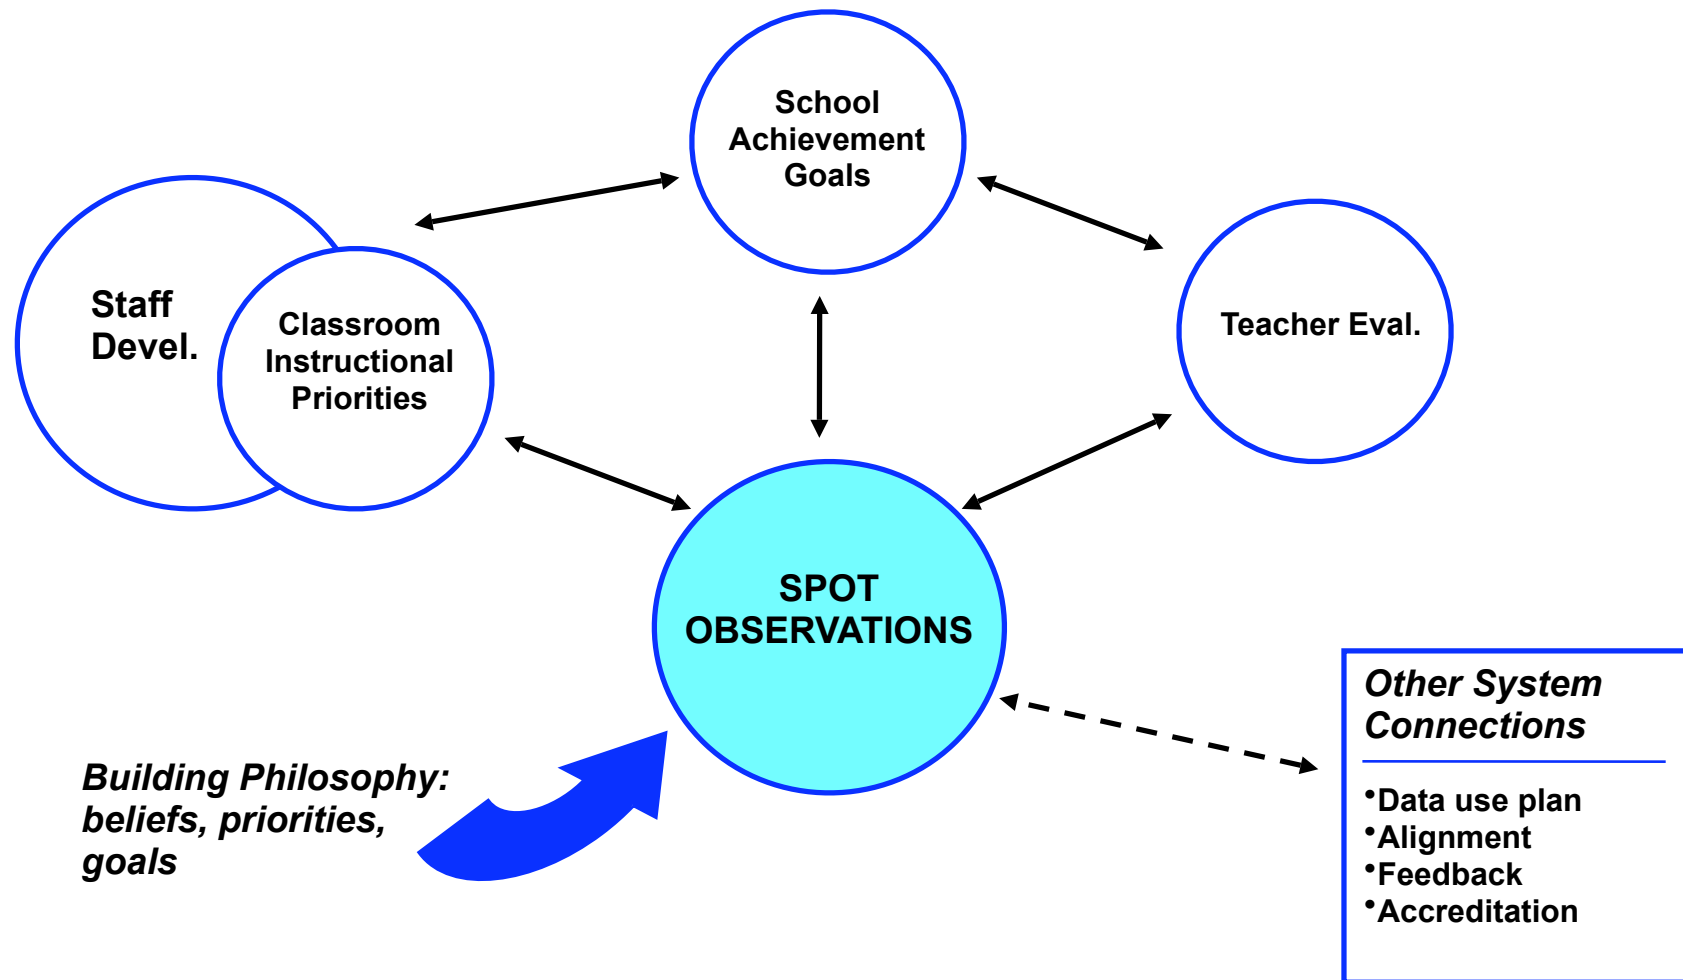 School
Achievement
Goals
Staff
Devel.
Classroom
Instructional
Priorities
Teacher Eval.
SPOT
OBSERVATIONS
Building Philosophy:
beliefs, priorities,
goals
Other System
Connections
•Data use plan
•Alignment
•Feedback
•Accreditation